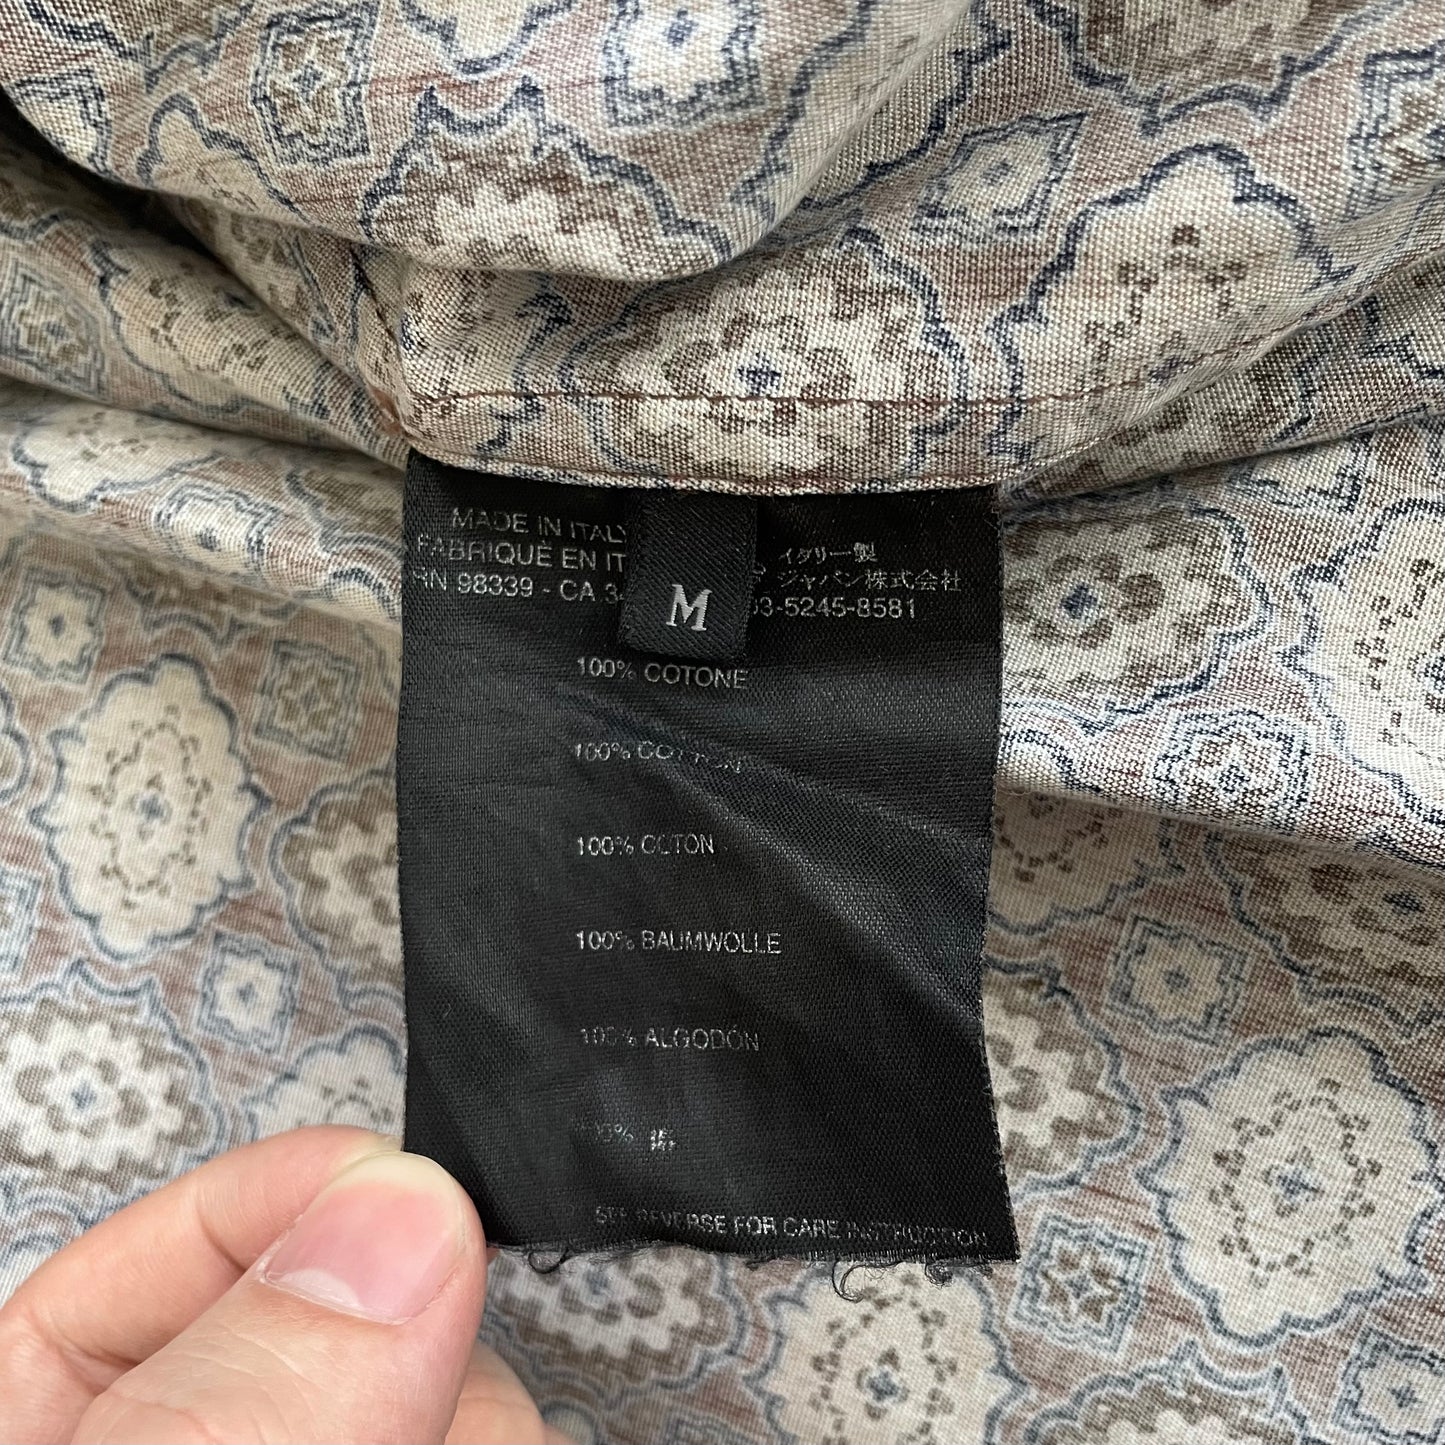 MADE IN ITALY
FABRIQUÉ EN IT
RN 98339 - CA 3
M
イタリー製
ジャパン株式会社
03-5245-8581
100% COTONE
100% COTTON
100% COTON
100% BAUMWOLLE
100% ALGODÓN
100%
SEE REVERSE FOR CARE INSTRUCTION